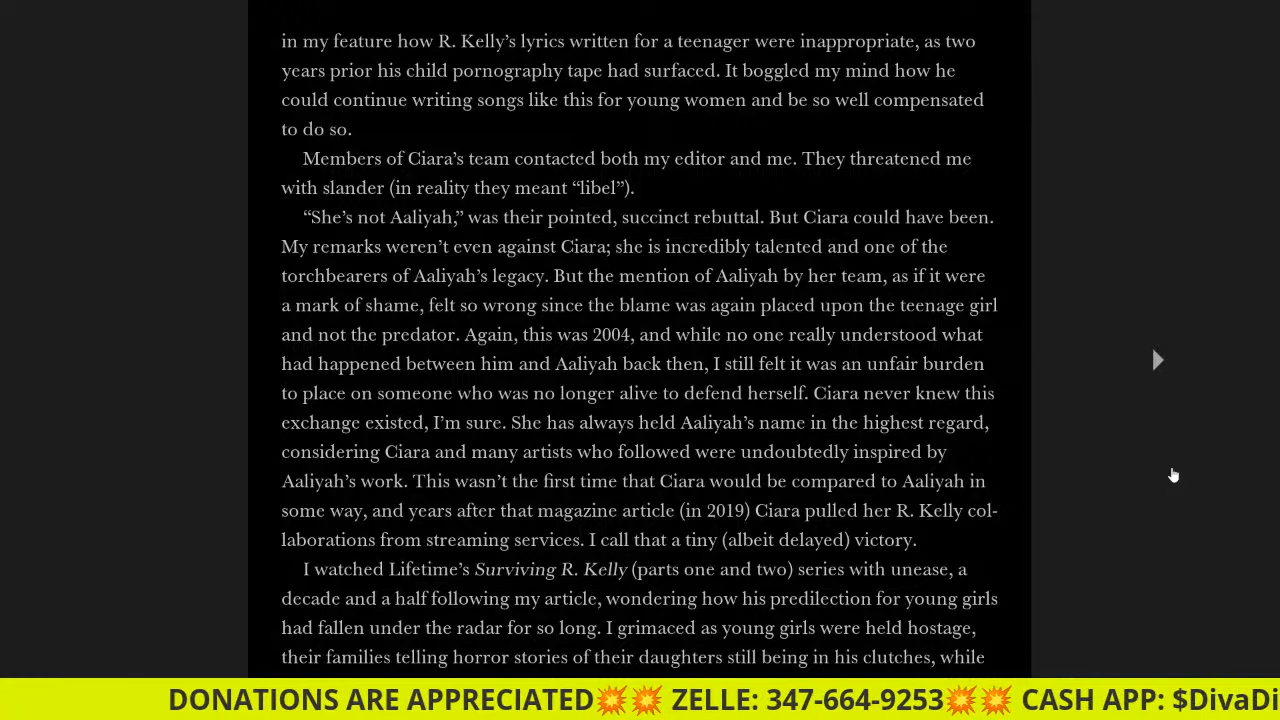 in my feature how R. Kelly’s lyrics written for a teenager were inappropriate, as two
years prior his child pornography tape had surfaced. It boggled my mind how he
could continue writing songs like this for young women and be so well compensated
to do so.
Members of Ciara’s team contacted both my editor and me. They threatened me
with slander (in reality they meant “libel”).
“She’s not Aaliyah,” was their pointed, succinct rebuttal. But Ciara could have been.
My remarks weren’t even against Ciara; she is incredibly talented and one of the
torchbearers of Aaliyah’s legacy. But the mention of Aaliyah by her team, as if it were
a mark of shame, felt so wrong since the blame was again placed upon the teenage girl
and not the predator. Again, this was 2004, and while no one really understood what
had happened between him and Aaliyah back then, I still felt it was an unfair burden
to place on someone who was no longer alive to defend herself. Ciara never knew this
exchange existed, I’m sure. She has always held Aaliyah’s name in the highest regard,
considering Ciara and many artists who followed were undoubtedly inspired by
Aaliyah’s work. This wasn’t the first time that Ciara would be compared to Aaliyah in
some way, and years after that magazine article (in 2019) Ciara pulled her R. Kelly col-
laborations from streaming services. I call that a tiny (albeit delayed) victory.
I watched Lifetime’s Surviving R. Kelly (parts one and two) series with unease, a
decade and a half following my article, wondering how his predilection for young girls
had fallen under the radar for so long. I grimaced as young girls were held hostage,
their families telling horror stories of their daughters still being in his clutches, while
DONATIONS ARE APPRECIATED💥💥 ZELLE: 347-664-9253💥💥 CASH APP: $DivaDi